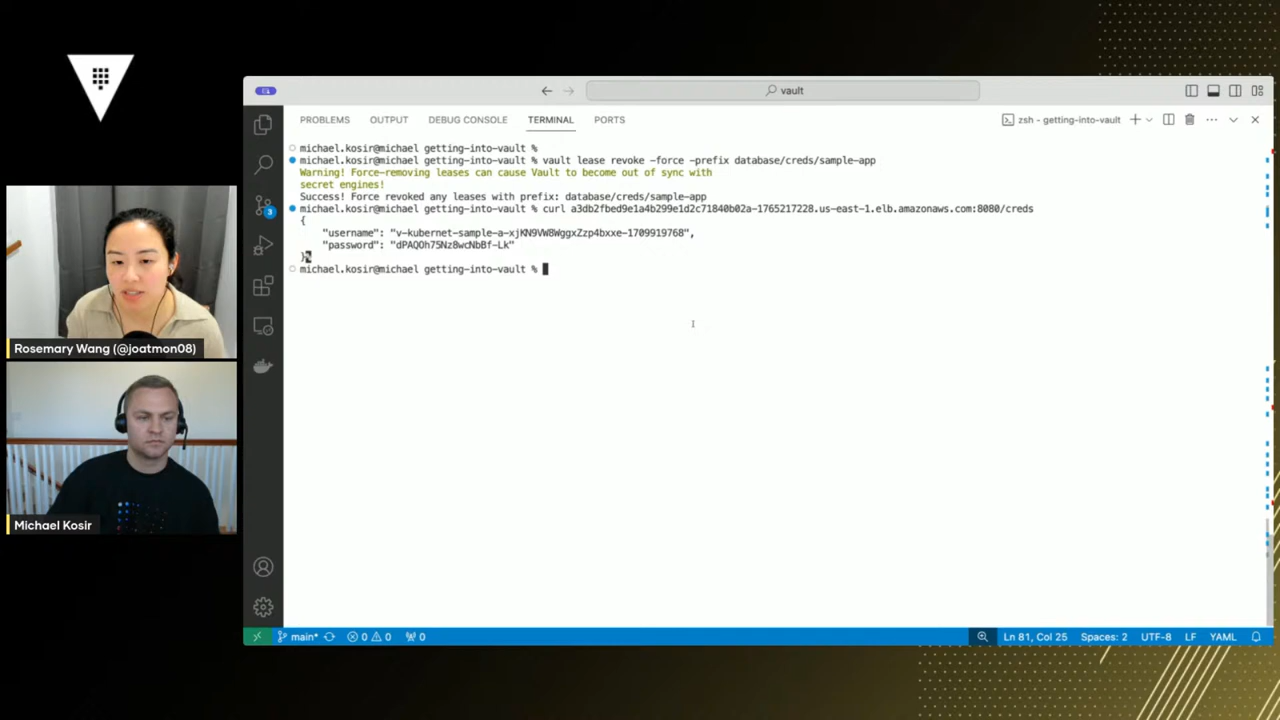 vault
PROBLEMS OUTPUT DEBUG CONSOLE TERMINAL PORTS
zsh - getting-into-vault
michael.kosir@michael getting-into-vault %
michael.kosir@michael getting-into-vault % vault lease revoke -force -prefix database/creds/sample-app
Warning! Force-removing leases can cause Vault to become out of sync with
secret engines!
Success! Force revoked any leases with prefix: database/creds/sample-app
michael.kosir@michael getting-into-vault % curl a3db2fbed9e1a4b299e1d2c71840b02a-1765217228.us-east-1.elb.amazonaws.com:8080/creds
{
"username": "v-kubernet-sample-a-xjKN9VW8WggxZzp4bxxe-1709919768",
"password": "dPAQOh75Nz8wcNbBf-Lk"
}%
michael.kosir@michael getting-into-vault %
3
Rosemary Wang (@joatmon08)
Michael Kosir
main* 0 0 0
Ln 81, Col 25 Spaces: 2 UTF-8 LF YAML